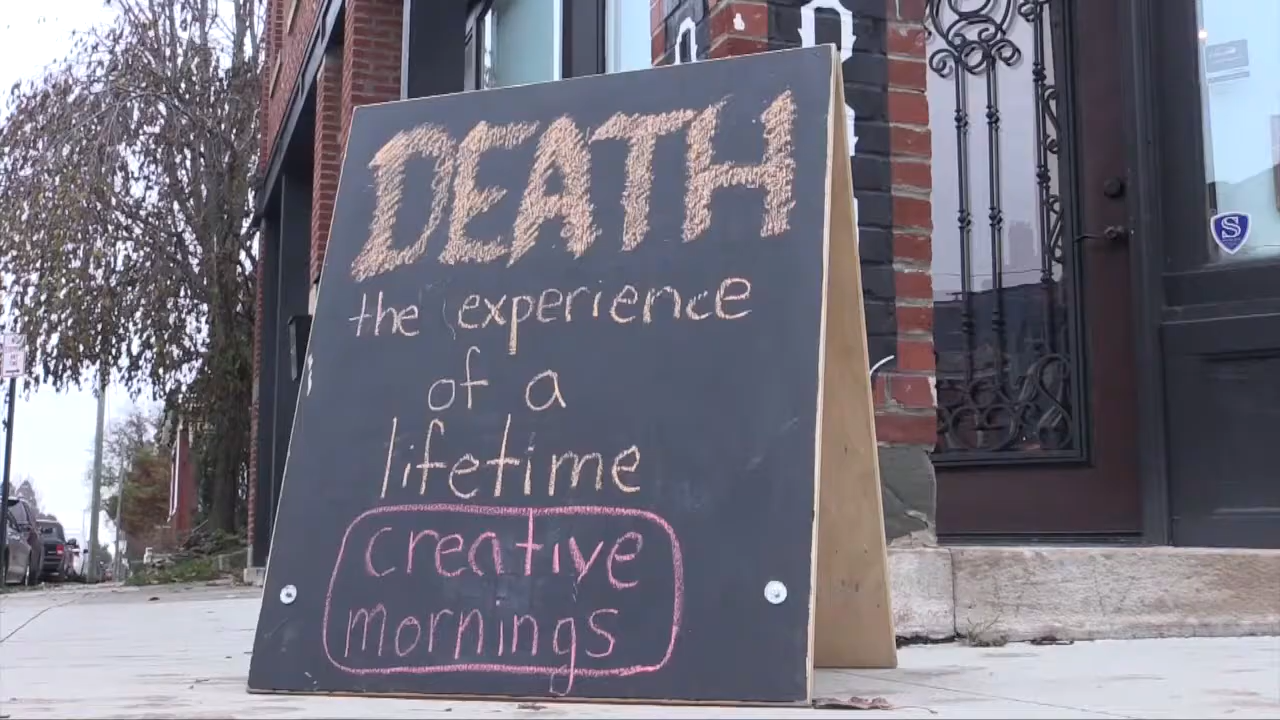 DEATH
the experience
of a
lifetime
creative
mornings
S